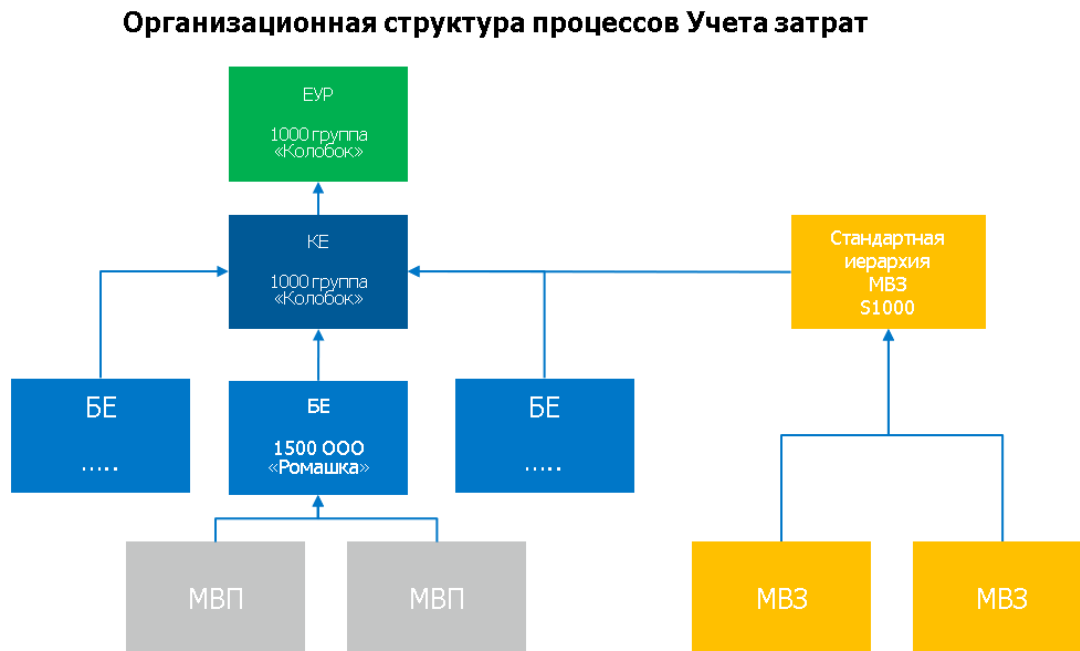 Организационная структура процессов Учета затрат
ЕУР
1000 группа
«Колобок»
КЕ
1000 группа
«Колобок»
Стандартная
иерархия
МВЗ
S1000
БЕ
.....
БЕ
1500 ООО
«Ромашка»
БЕ
.....
МВП
МВП
МВЗ
МВЗ